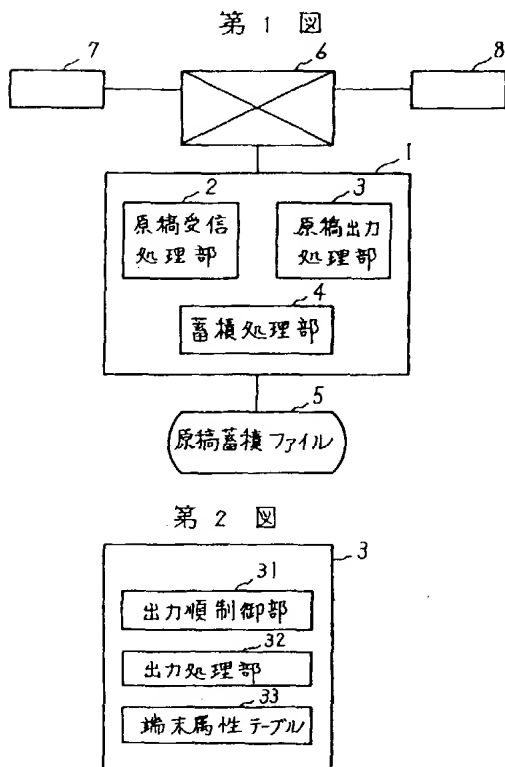 第 1 図
7
6
8
1
2
3
原稿受信
処理部
原稿出力
処理部
4
蓄積処理部
5
原稿蓄積ファイル
第 2 図
3
31
出力順制御部
32
出力処理部
33
端末属性テーブル